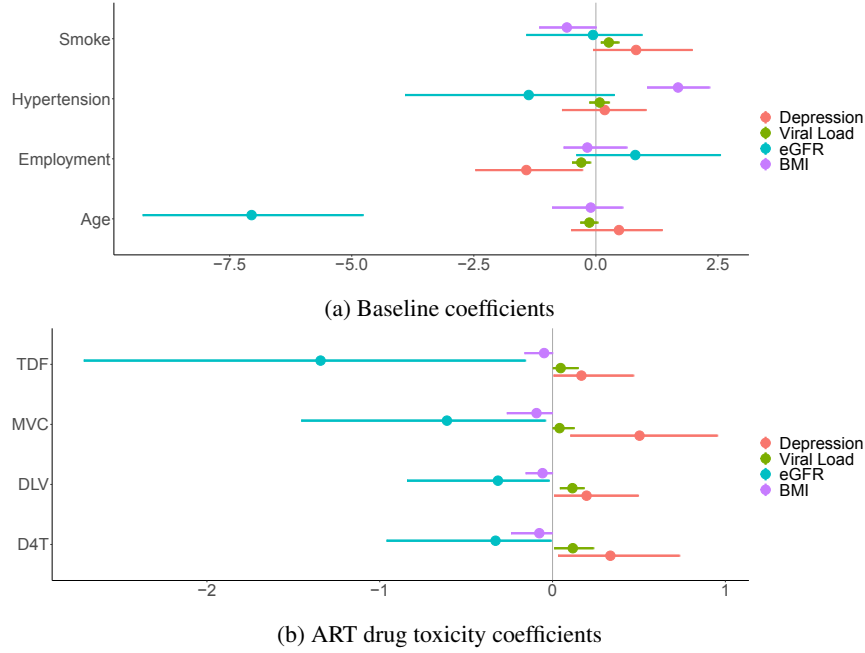 Smoke
Hypertension
Employment
Age
−7.5 −5.0 −2.5 0.0 2.5
Depression
Viral Load
eGFR
BMI
(a) Baseline coefficients
TDF
MVC
DLV
D4T
−2 −1 0 1
Depression
Viral Load
eGFR
BMI
(b) ART drug toxicity coefficients